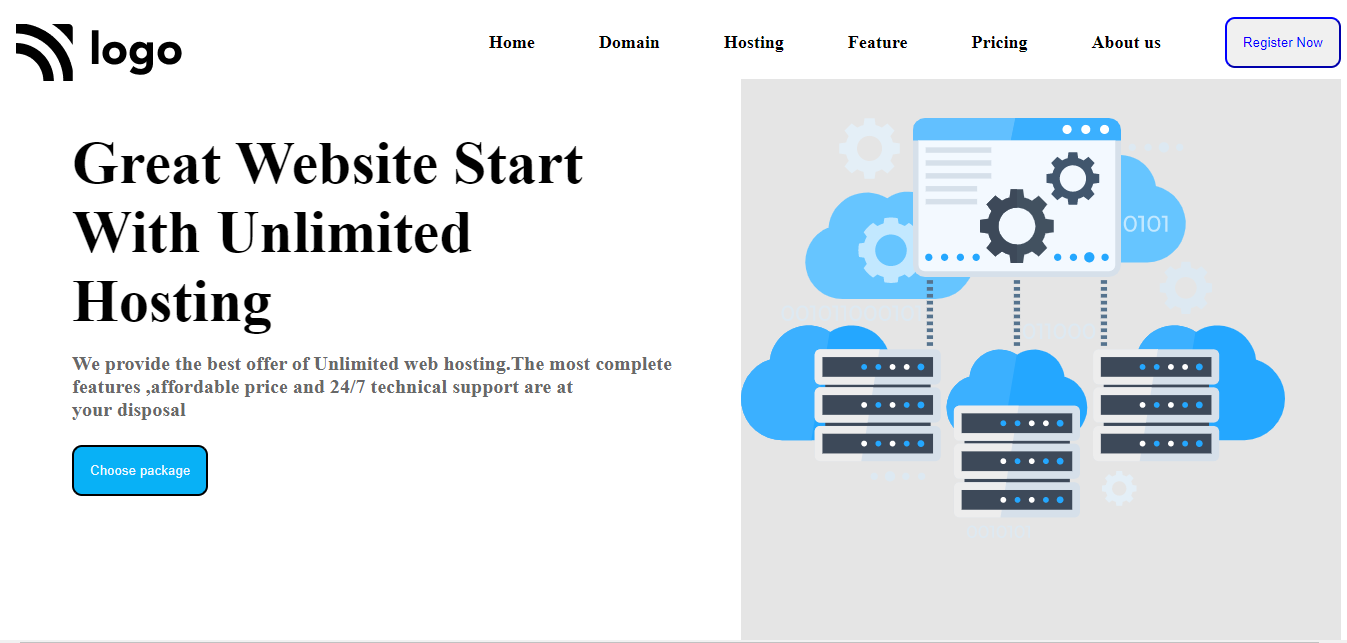 logo
Home Domain Hosting Feature Pricing About us Register Now
Great Website Start
With Unlimited
Hosting
We provide the best offer of Unlimited web hosting.The most complete
features ,affordable price and 24/7 technical support are at
your disposal
Choose package
0101